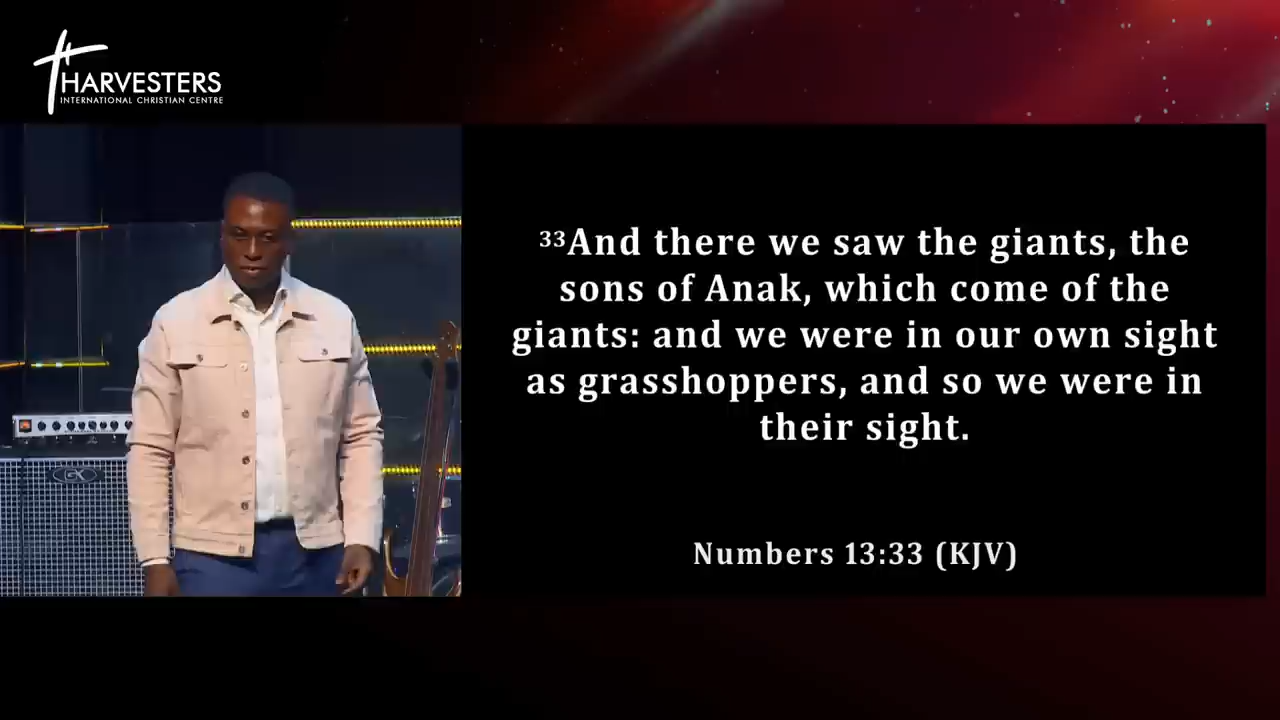 HARVESTERS
INTERNATIONAL CHRISTIAN CENTRE
³³And there we saw the giants, the
sons of Anak, which come of the
giants: and we were in our own sight
as grasshoppers, and so we were in
their sight.
Numbers 13:33 (KJV)
GK